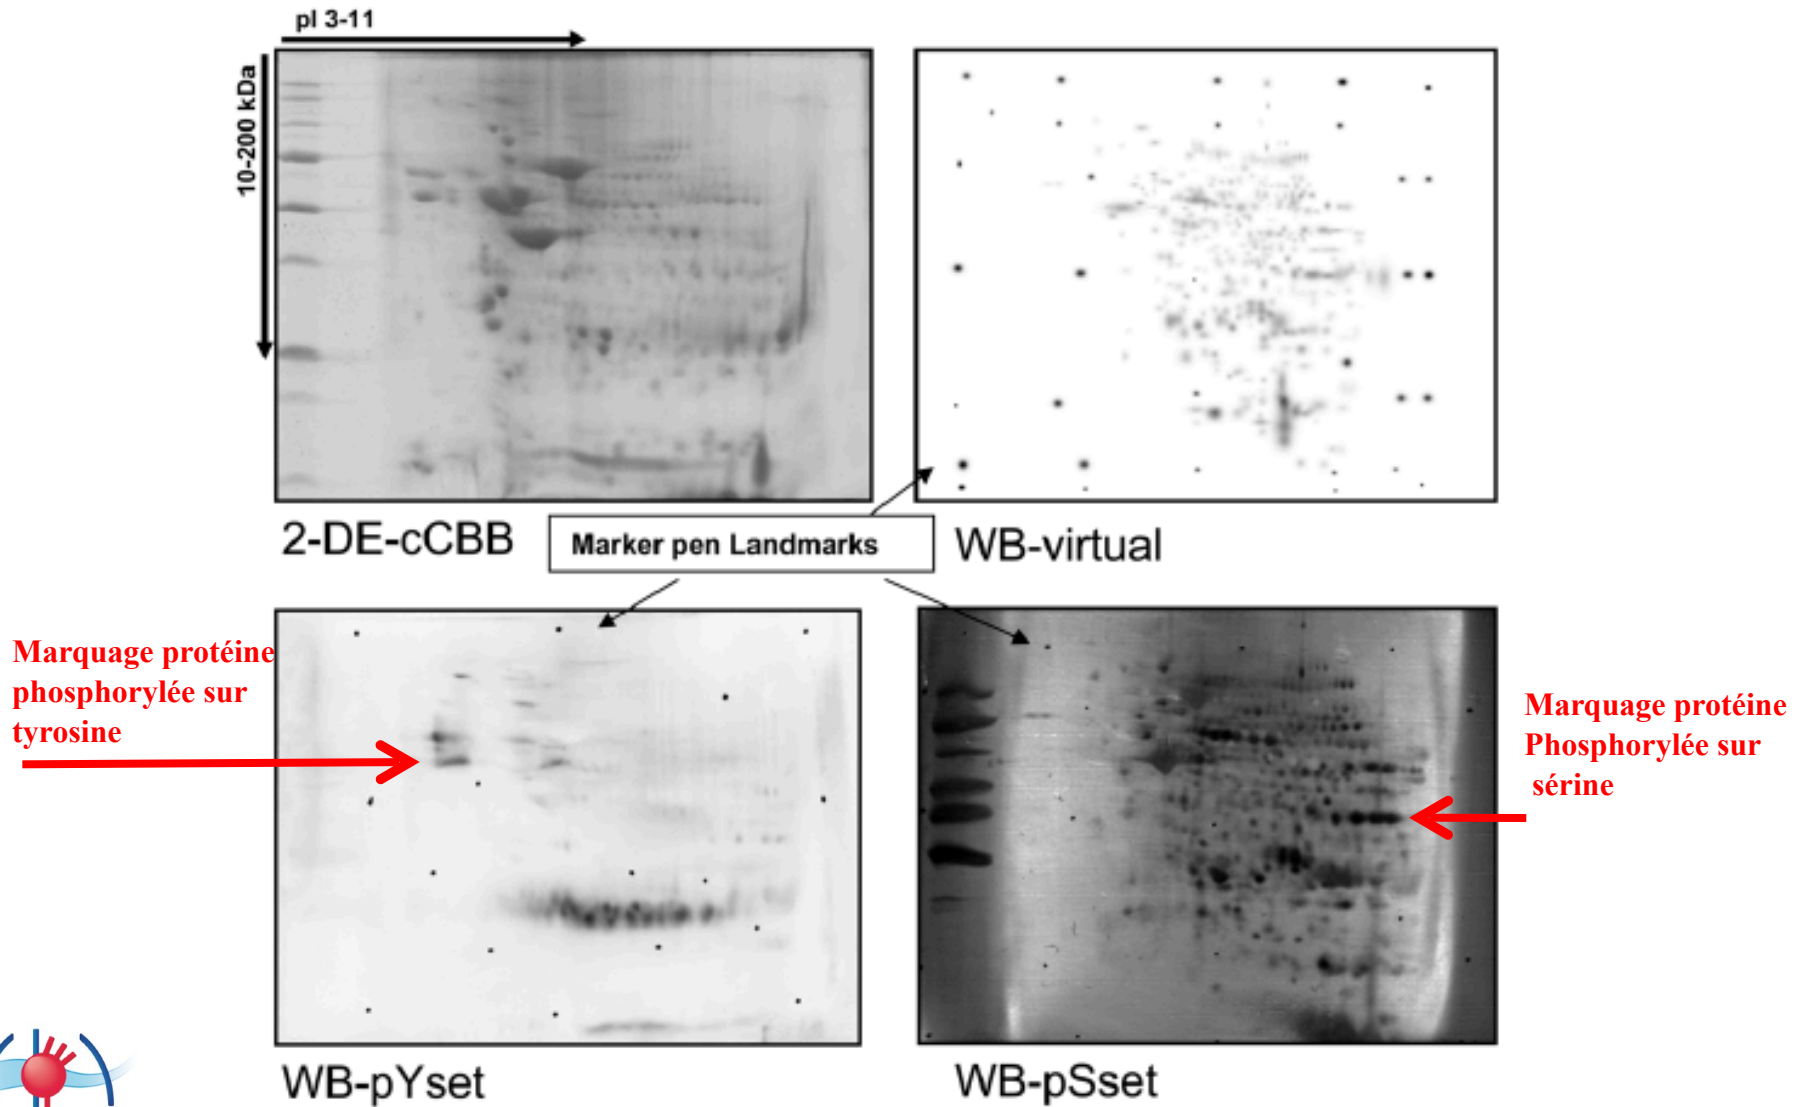 pI 3-11
10-200 kDa
2-DE-cCBB
Marker pen Landmarks
WB-virtual
Marquage protéine
phosphorylée sur
tyrosine
Marquage protéine
Phosphorylée sur
sérine
WB-pYset
WB-pSset